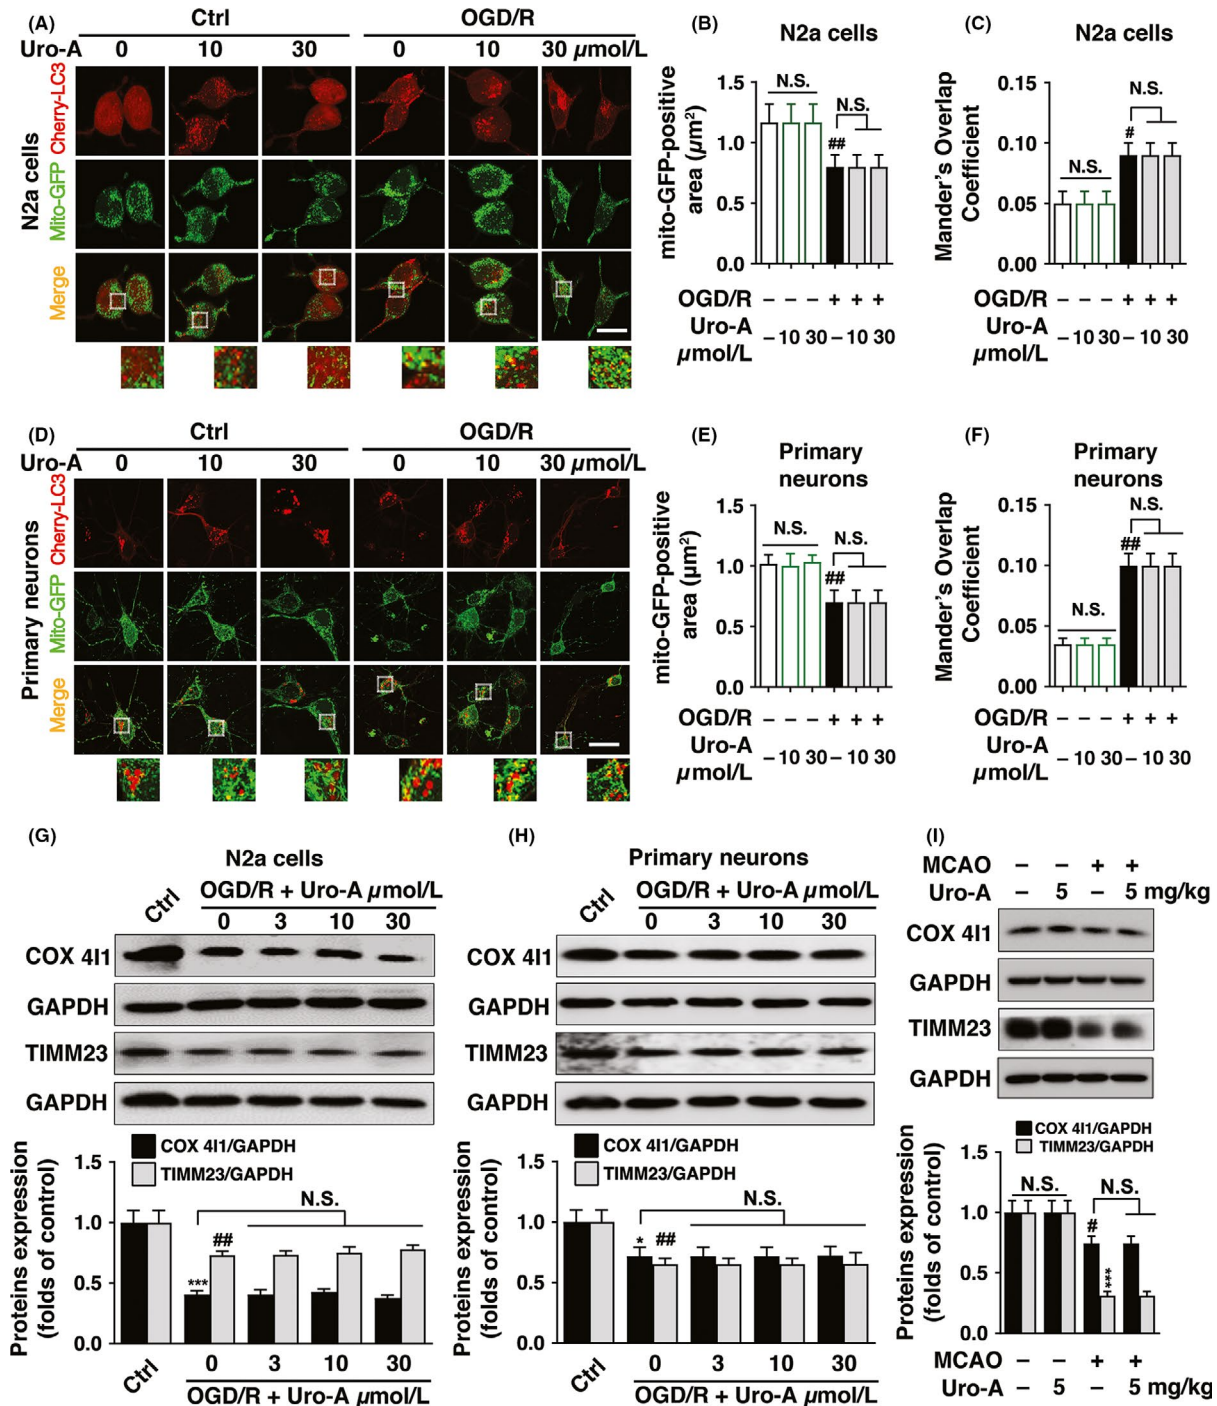 (A)
Ctrl
OGD/R
Uro-A 0 10 30 0 10 30 µmol/L
N2a cells
Cherry-LC3
Mito-GFP
Merge
(B)
N2a cells
mito-GFP-positive
area (µm²)
1.5
1.0
0.5
0.0
N.S.
N.S.
##
OGD/R – – – + + +
Uro-A
µmol/L
– 10 30 – 10 30
(C)
N2a cells
Mander's Overlap
Coefficient
0.15
0.10
0.05
0.00
N.S.
N.S.
#
OGD/R – – – + + +
Uro-A
µmol/L
– 10 30 – 10 30
(D)
Ctrl
OGD/R
Uro-A 0 10 30 0 10 30 µmol/L
Primary neurons
Cherry-LC3
Mito-GFP
Merge
(E)
Primary
neurons
mito-GFP-positive
area (µm²)
1.5
1.0
0.5
0.0
N.S.
N.S.
##
OGD/R – – – + + +
Uro-A
µmol/L
– 10 30 – 10 30
(F)
Primary
neurons
Mander's Overlap
Coefficient
0.15
0.10
0.05
0.00
N.S.
N.S.
##
OGD/R – – – + + +
Uro-A
µmol/L
– 10 30 – 10 30
(G)
N2a cells
Ctrl
OGD/R + Uro-A µmol/L
0 3 10 30
COX 4I1
GAPDH
TIMM23
GAPDH
COX 4I1/GAPDH
TIMM23/GAPDH
Proteins expression
(folds of control)
1.5
1.0
0.5
0.0
N.S.
***
##
Ctrl 0 3 10 30
OGD/R + Uro-A µmol/L
(H)
Primary neurons
Ctrl
OGD/R + Uro-A µmol/L
0 3 10 30
COX 4I1
GAPDH
TIMM23
GAPDH
COX 4I1/GAPDH
TIMM23/GAPDH
Proteins expression
(folds of control)
1.5
1.0
0.5
0.0
N.S.
*
##
Ctrl 0 3 10 30
OGD/R + Uro-A µmol/L
(I)
MCAO – – + +
Uro-A – 5 – 5 mg/kg
COX 4I1
GAPDH
TIMM23
GAPDH
COX 4I1/GAPDH
TIMM23/GAPDH
Proteins expression
(folds of control)
1.5
1.0
0.5
0.0
N.S.
N.S.
#
***
MCAO – – + +
Uro-A – 5 – 5 mg/kg